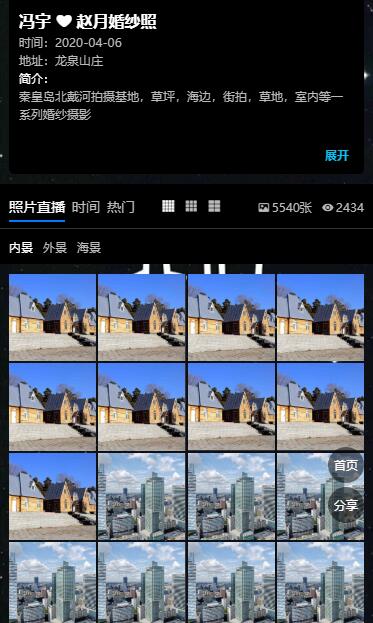 冯宇 ❤ 赵月婚纱照
时间：2020-04-06
地址：龙泉山庄
简介：
秦皇岛北戴河拍摄基地，草坪，海边，街拍，草地，室内等一
系列婚纱摄影
展开
照片直播 时间 热门 5540张 2434
内景 外景 海景
首页
分享